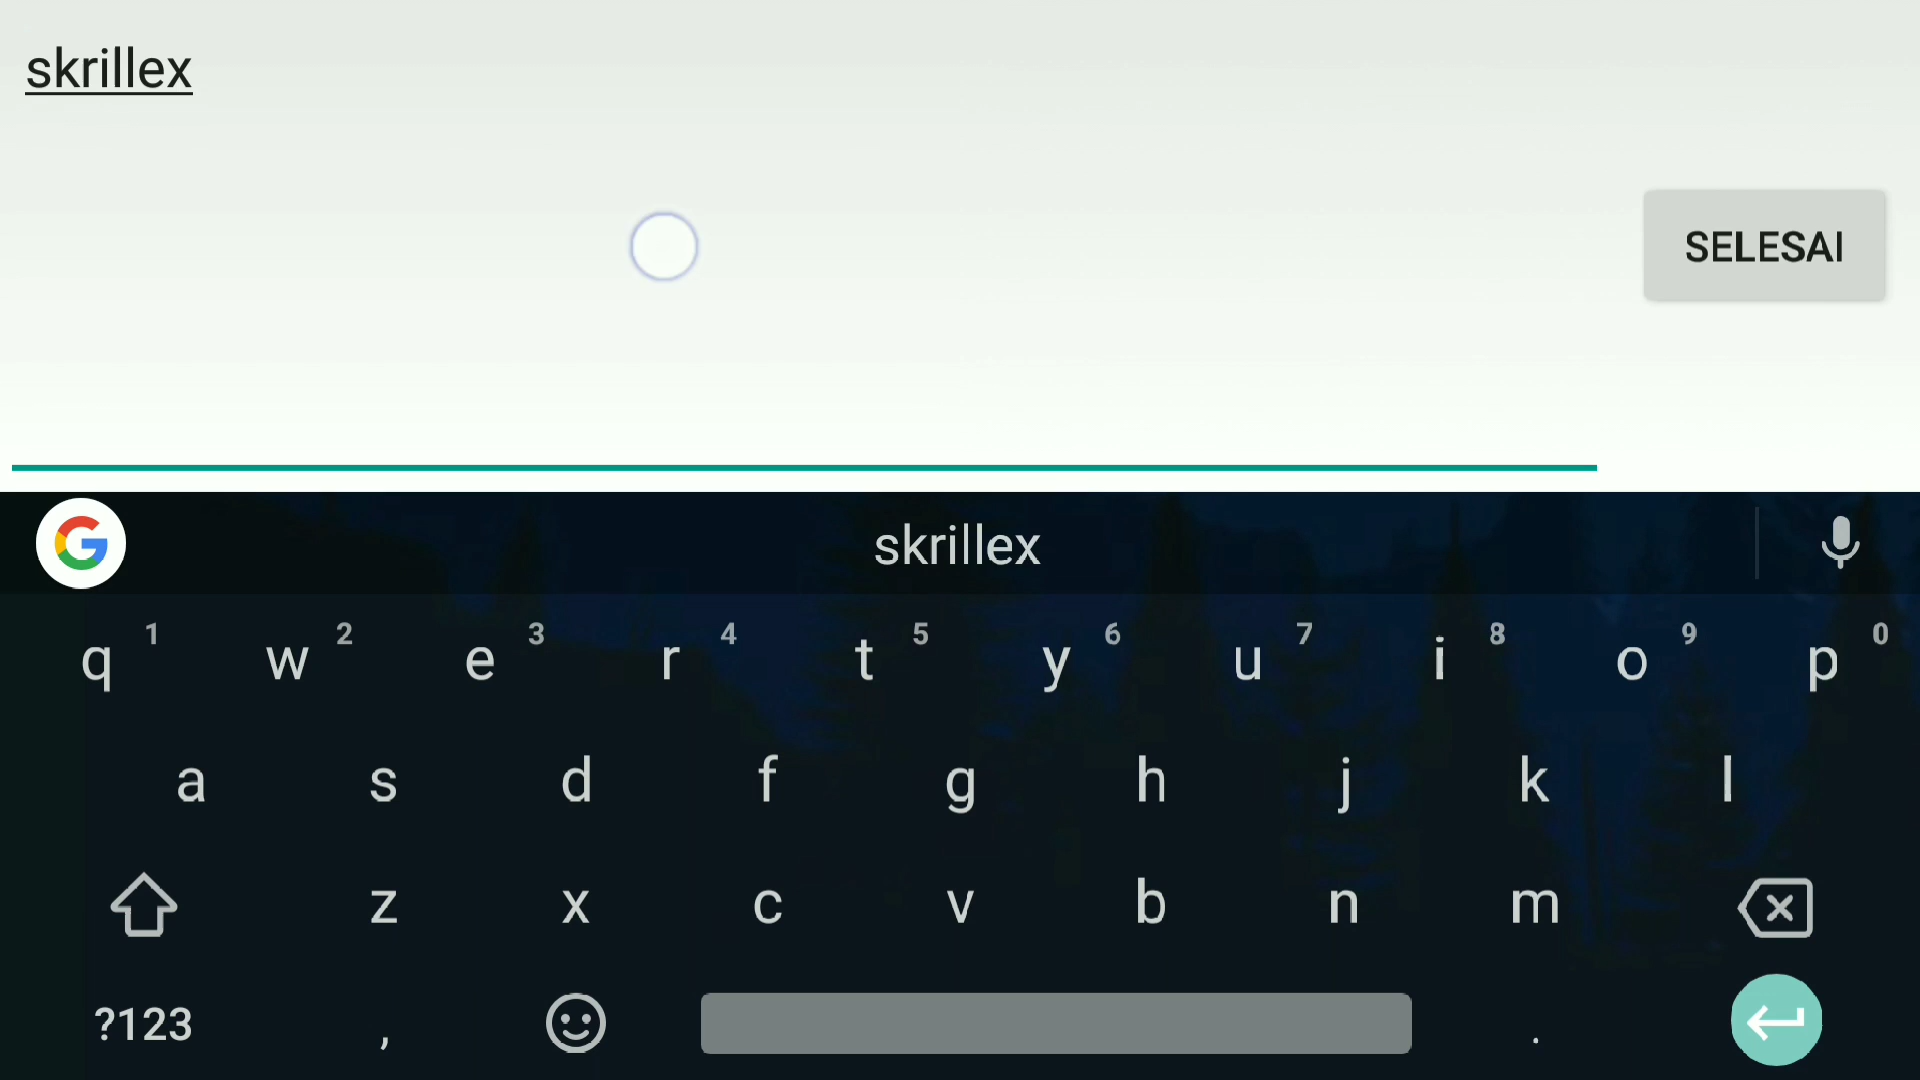 skrillex
SELESAI
skrillex
q 1 w 2 e 3 r 4 t 5 y 6 u 7 i 8 o 9 p 0
a s d f g h j k l
z x c v b n m
?123 , .